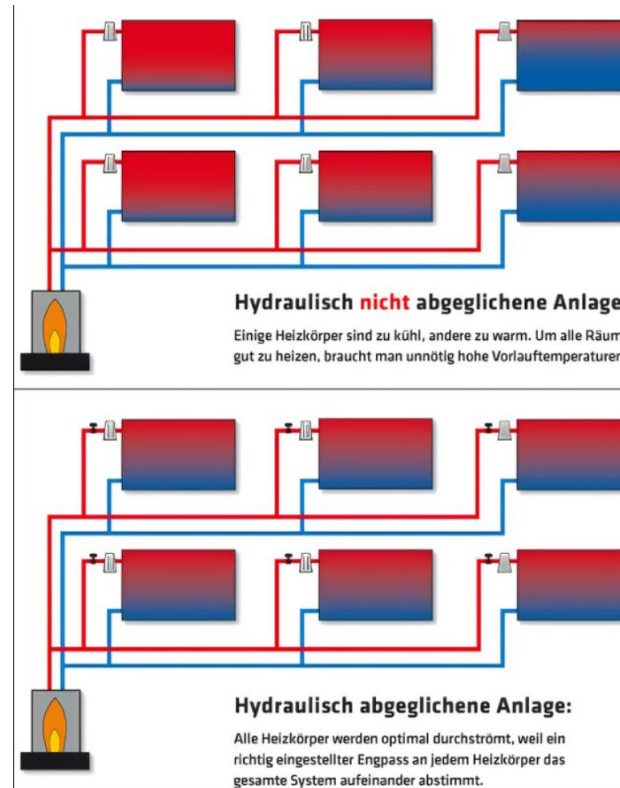 Hydraulisch nicht abgeglichene Anlage
Einige Heizkörper sind zu kühl, andere zu warm. Um alle Räum
gut zu heizen, braucht man unnötig hohe Vorlauftemperaturen
Hydraulisch abgeglichene Anlage:
Alle Heizkörper werden optimal durchströmt, weil ein
richtig eingestellter Engpass an jedem Heizkörper das
gesamte System aufeinander abstimmt.